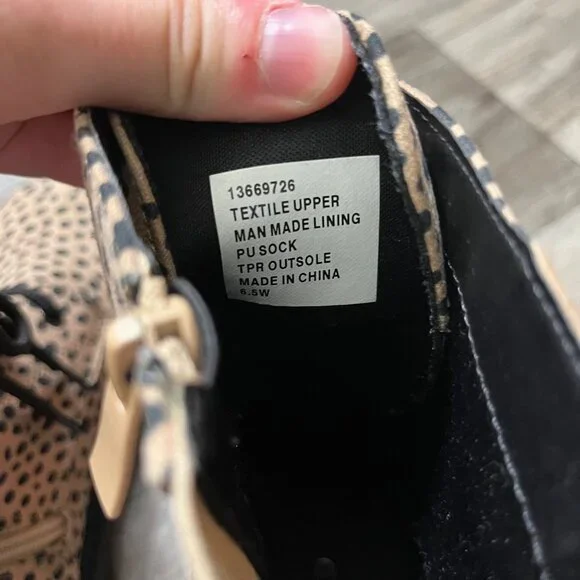 13669726
TEXTILE UPPER
MAN MADE LINING
PU SOCK
TPR OUTSOLE
MADE IN CHINA
6.5W